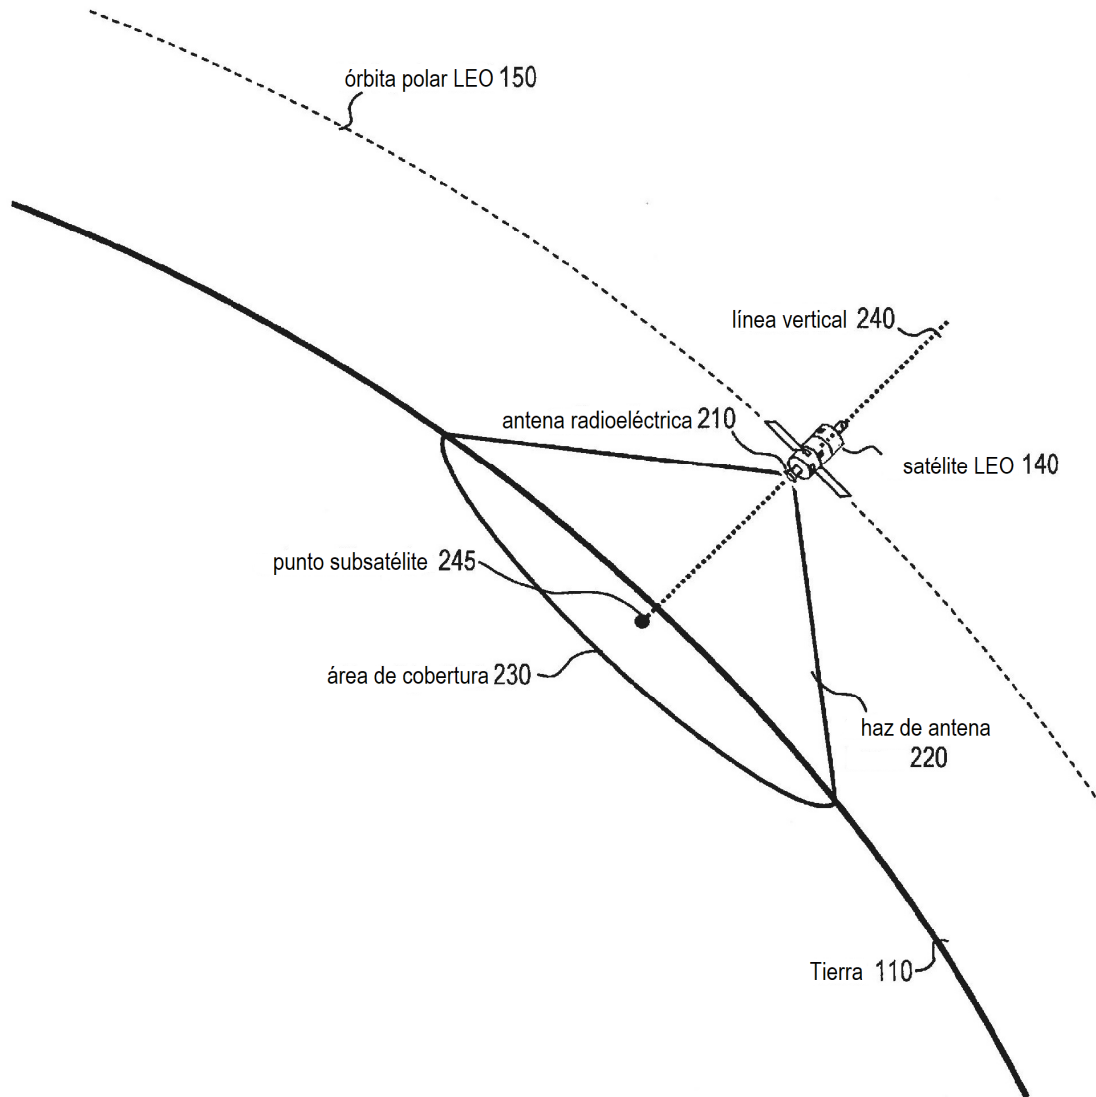 órbita polar LEO 150
línea vertical 240
antena radioeléctrica 210
satélite LEO 140
punto subsatélite 245
área de cobertura 230
haz de antena
220
Tierra 110